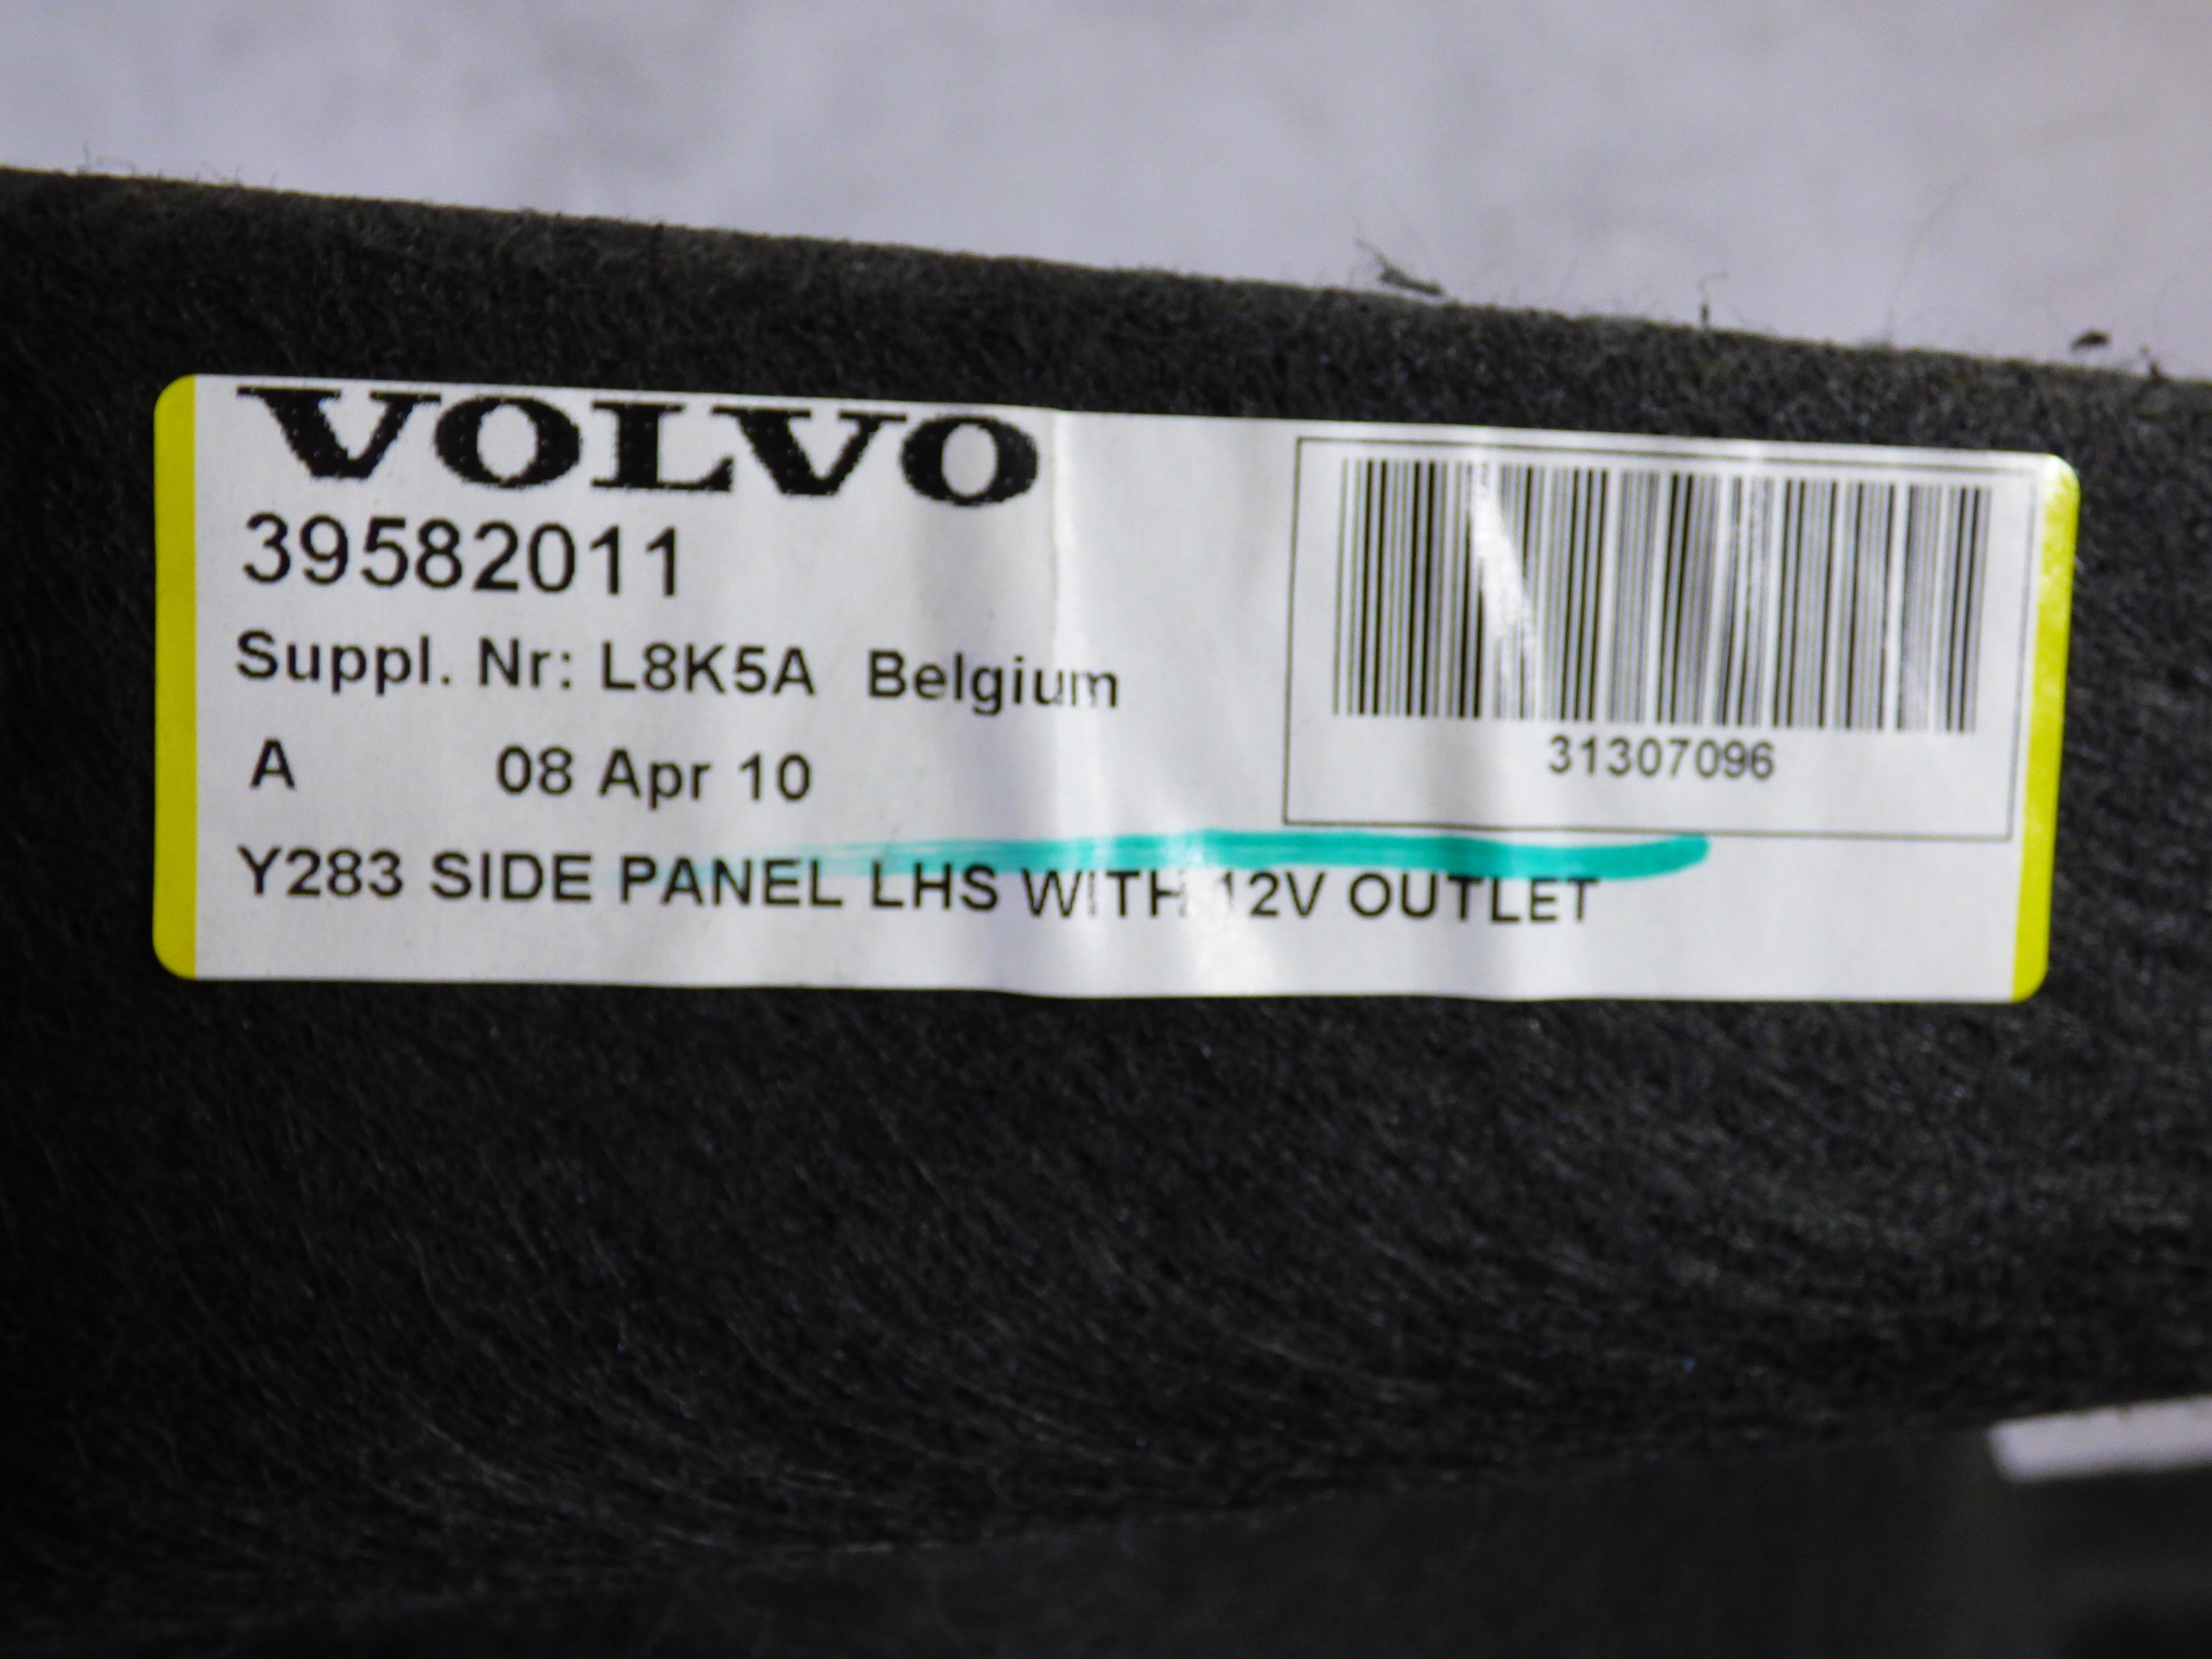 VOLVO
39582011
Suppl. Nr: L8K5A Belgium
A 08 Apr 10
Y283 SIDE PANEL LHS WITH 12V OUTLET
31307096